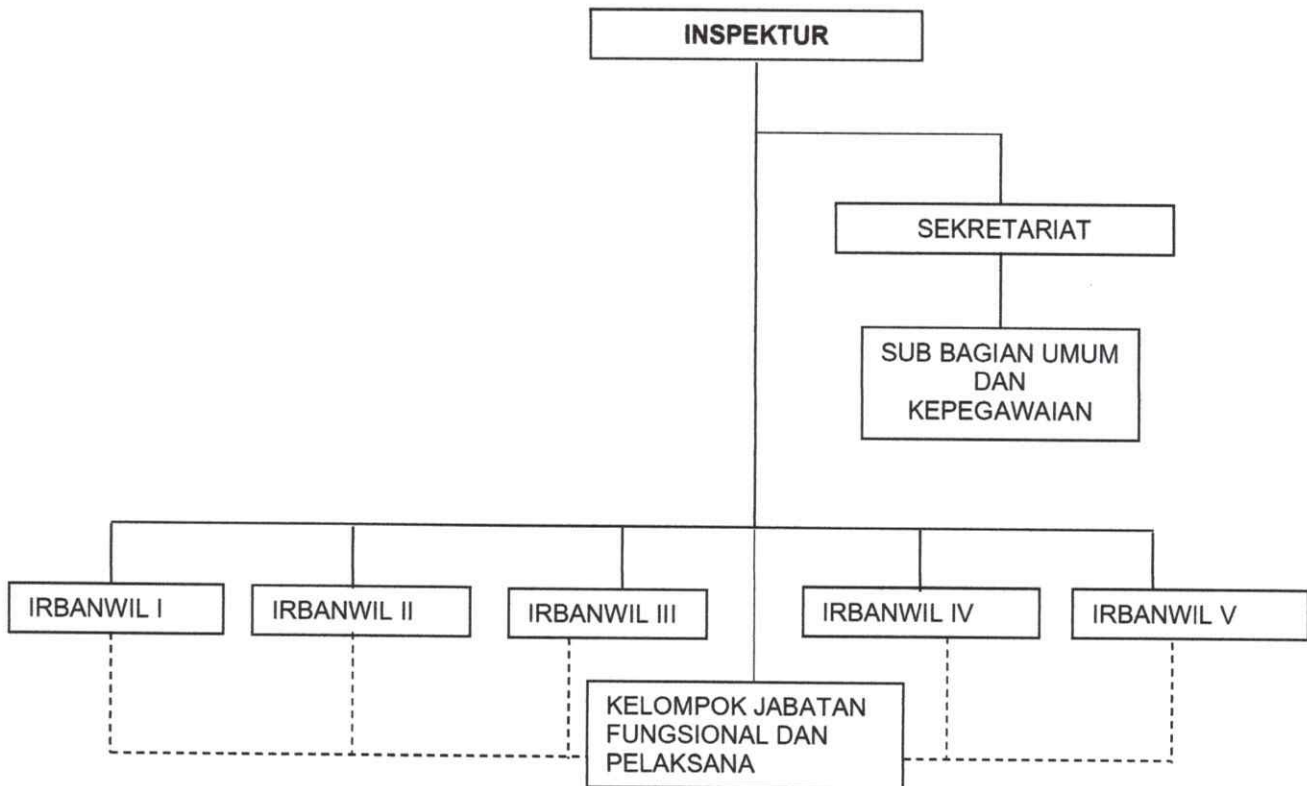 INSPEKTUR
SEKRETARIAT
SUB BAGIAN UMUM
DAN
KEPEGAWAIAN
IRBANWIL I
IRBANWIL II
IRBANWIL III
IRBANWIL IV
IRBANWIL V
KELOMPOK JABATAN
FUNGSIONAL DAN
PELAKSANA